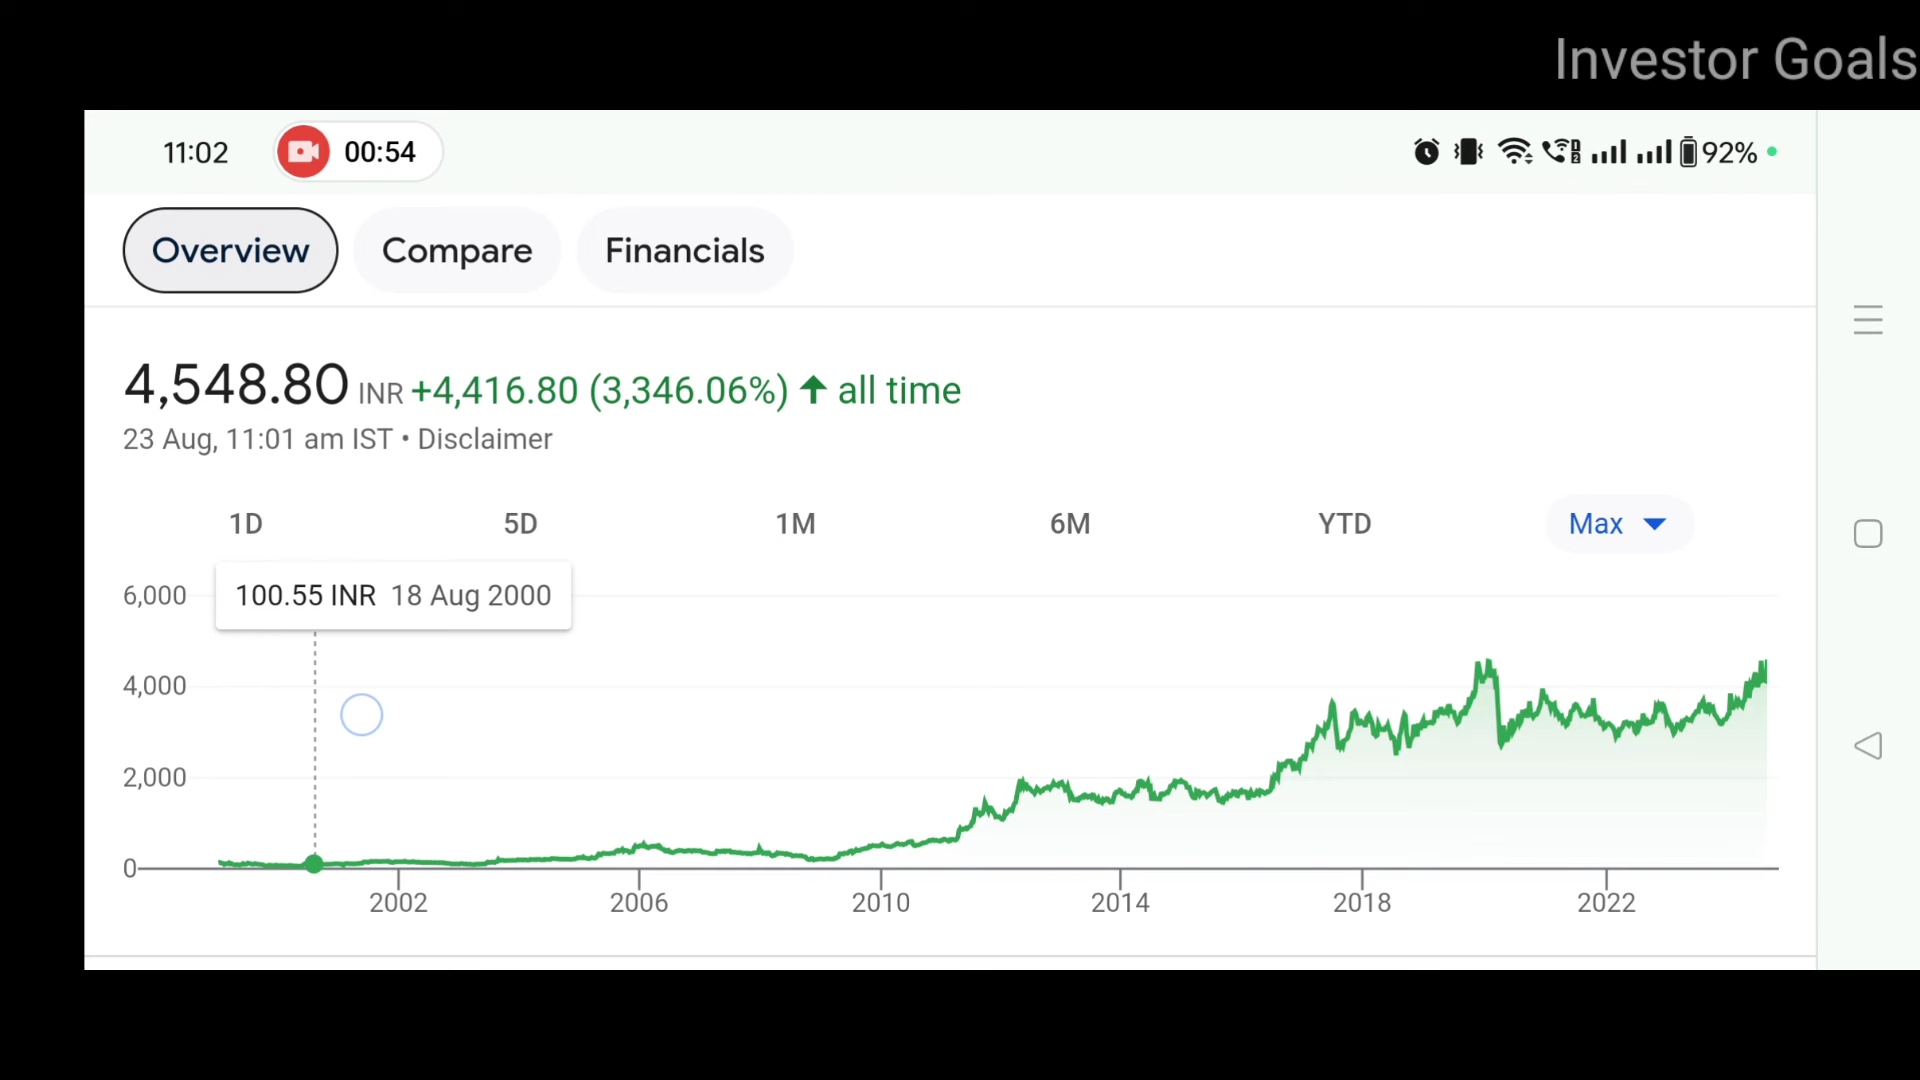 Investor Goals
11:02 00:54 92%
Overview Compare Financials
4,548.80 INR +4,416.80 (3,346.06%) ↑ all time
23 Aug, 11:01 am IST • Disclaimer
1D 5D 1M 6M YTD Max
100.55 INR 18 Aug 2000
6,000
4,000
2,000
0
2002 2006 2010 2014 2018 2022